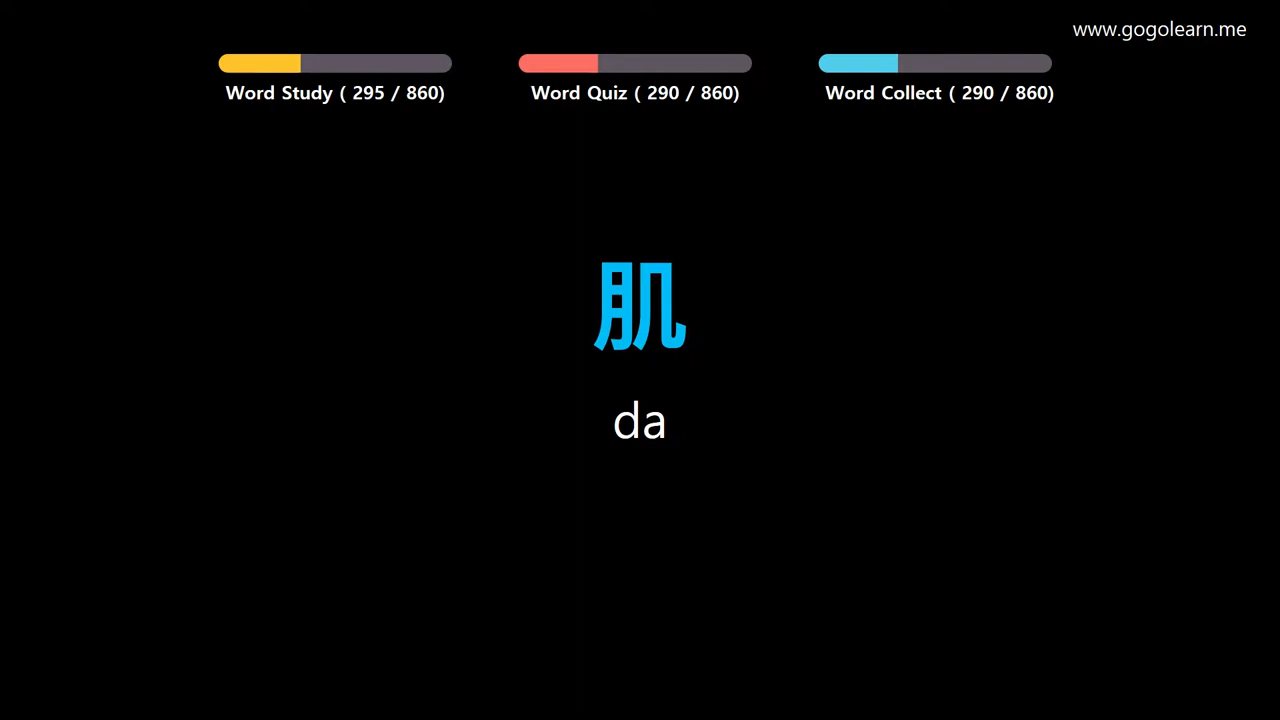 www.gogolearn.me
Word Study ( 295 / 860)
Word Quiz ( 290 / 860)
Word Collect ( 290 / 860)
肌
da